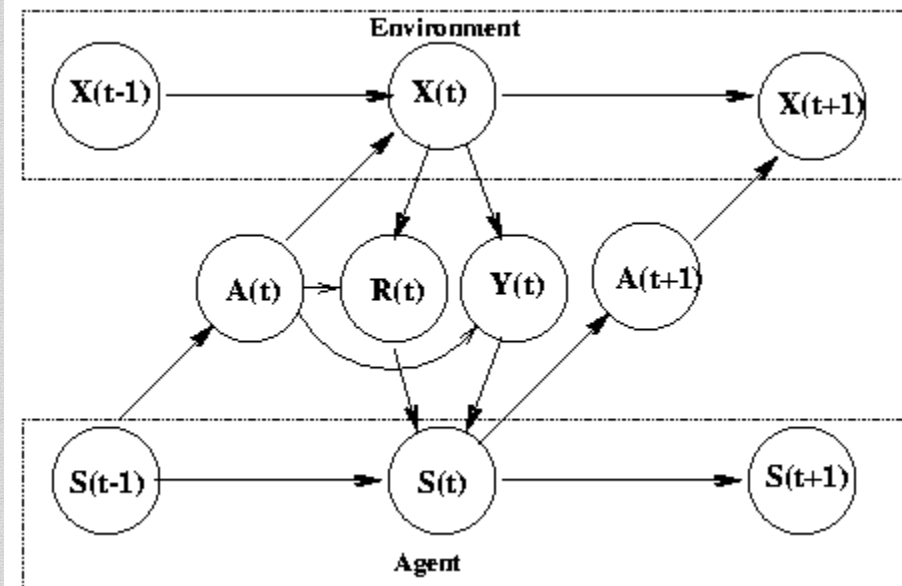 Environment
X(t-1)
X(t)
X(t+1)
A(t)
R(t)
Y(t)
A(t+1)
S(t-1)
S(t)
S(t+1)
Agent